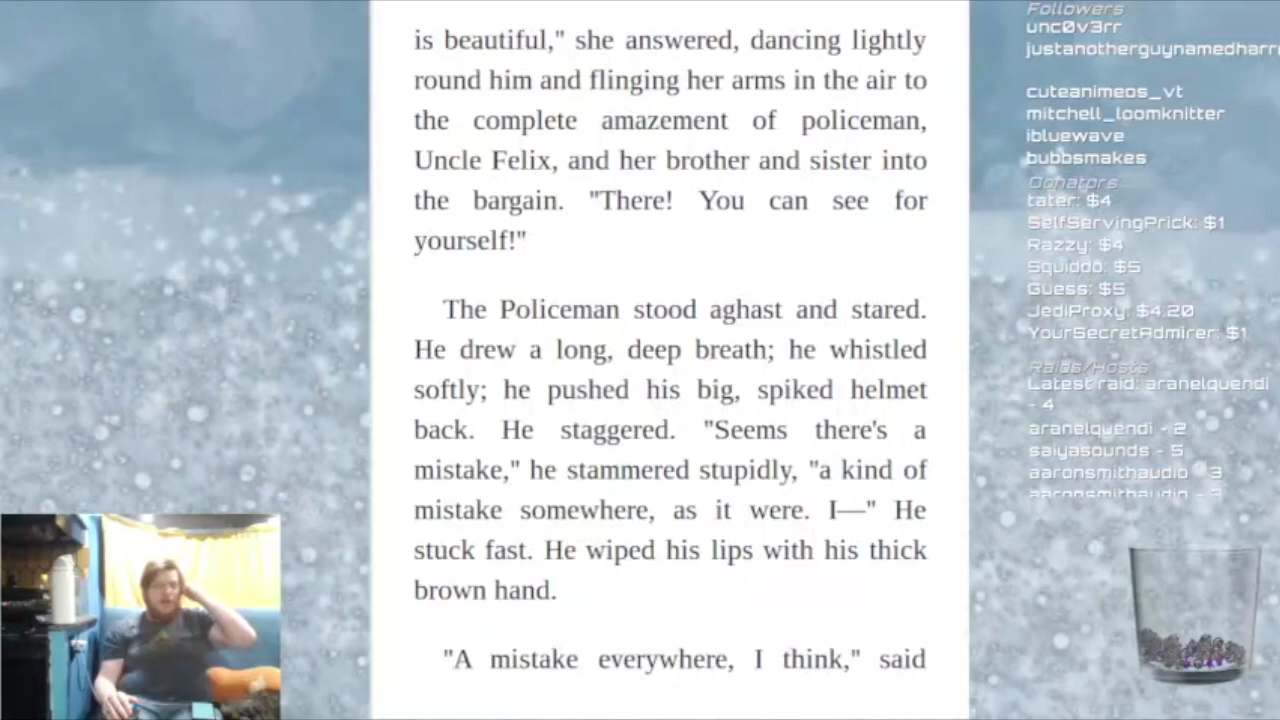 is beautiful," she answered, dancing lightly
round him and flinging her arms in the air to
the complete amazement of policeman,
Uncle Felix, and her brother and sister into
the bargain. "There! You can see for
yourself!"
The Policeman stood aghast and stared.
He drew a long, deep breath; he whistled
softly; he pushed his big, spiked helmet
back. He staggered. "Seems there's a
mistake," he stammered stupidly, "a kind of
mistake somewhere, as it were. I—" He
stuck fast. He wiped his lips with his thick
brown hand.
"A mistake everywhere, I think," said
Followers
unc0v3rr
justanotherguynamedharr
cuteanimeos_vt
mitchell_loomknitter
ibluewave
bubbsmakes
Donators
tater: $4
SelfServingPrick: $1
Razzy: $4
Squiddo: $5
Guess: $5
JediProxy: $4.20
YourSecretAdmirer: $1
Raids/Hosts
Latest raid: aranelquendi
- 4
aranelquendi - 2
saiyasounds - 5
aaronsmithaudio - 3
aaronsmithaudio - 3